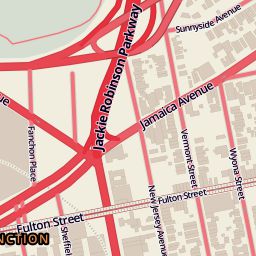 Sunnyside Avenue
Jackie Robinson Parkway
Jamaica Avenue
Fanchon Place
Vermont Street
Wyona Street
New Jersey Avenue
Fulton Street
Fulton Street
Sheffi
NCTION